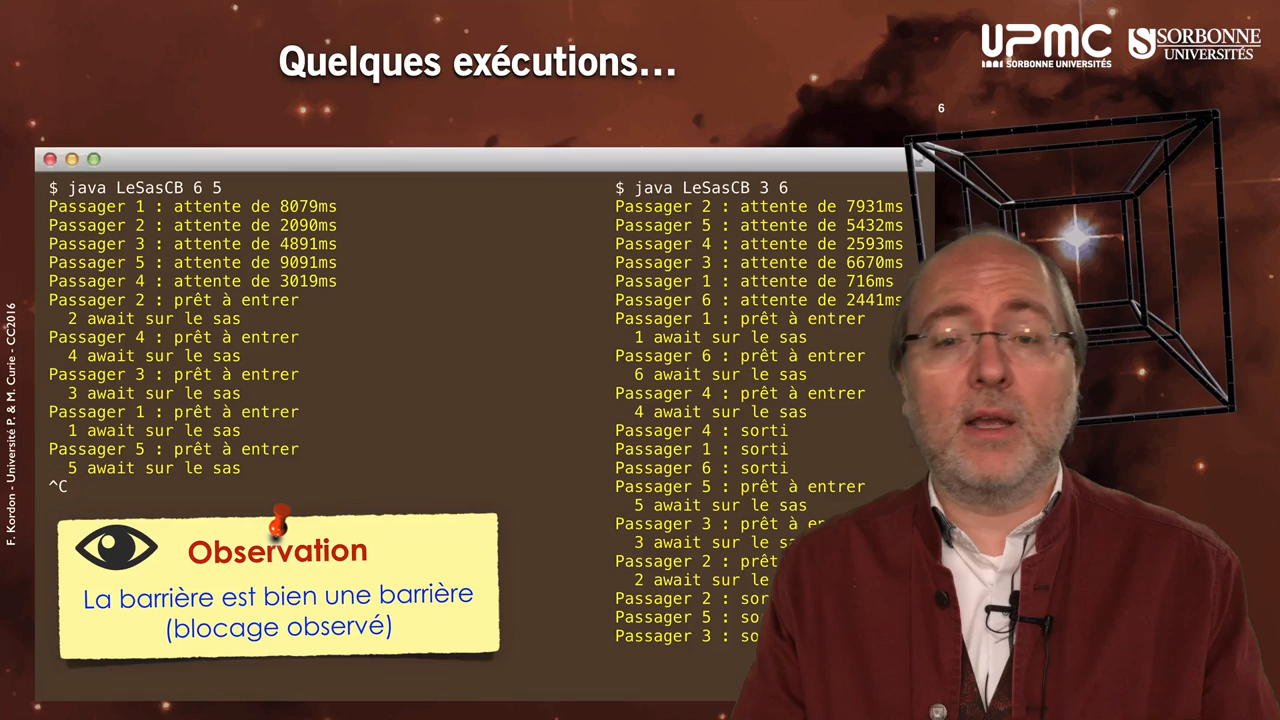 Quelques exécutions...
UPMC
SORBONNE UNIVERSITÉS
SORBONNE
UNIVERSITÉS
6
$ java LeSasCB 6 5
Passager 1 : attente de 8079ms
Passager 2 : attente de 2090ms
Passager 3 : attente de 4891ms
Passager 5 : attente de 9091ms
Passager 4 : attente de 3019ms
Passager 2 : prêt à entrer
2 await sur le sas
Passager 4 : prêt à entrer
4 await sur le sas
Passager 3 : prêt à entrer
3 await sur le sas
Passager 1 : prêt à entrer
1 await sur le sas
Passager 5 : prêt à entrer
5 await sur le sas
^C
Observation
La barrière est bien une barrière
(blocage observé)
$ java LeSasCB 3 6
Passager 2 : attente de 7931ms
Passager 5 : attente de 5432ms
Passager 4 : attente de 2593ms
Passager 3 : attente de 6670ms
Passager 1 : attente de 716ms
Passager 6 : attente de 2441ms
Passager 1 : prêt à entrer
1 await sur le sas
Passager 6 : prêt à entrer
6 await sur le sas
Passager 4 : prêt à entrer
4 await sur le sas
Passager 4 : sorti
Passager 1 : sorti
Passager 6 : sorti
Passager 5 : prêt à entrer
5 await sur le sas
Passager 3 : prêt à
3 await sur le
Passager 2 : prêt
2 await sur le
Passager 2 :
Passager 5 :
Passager 3 :
F. Kordon - Université P. & M. Curie - CC2016